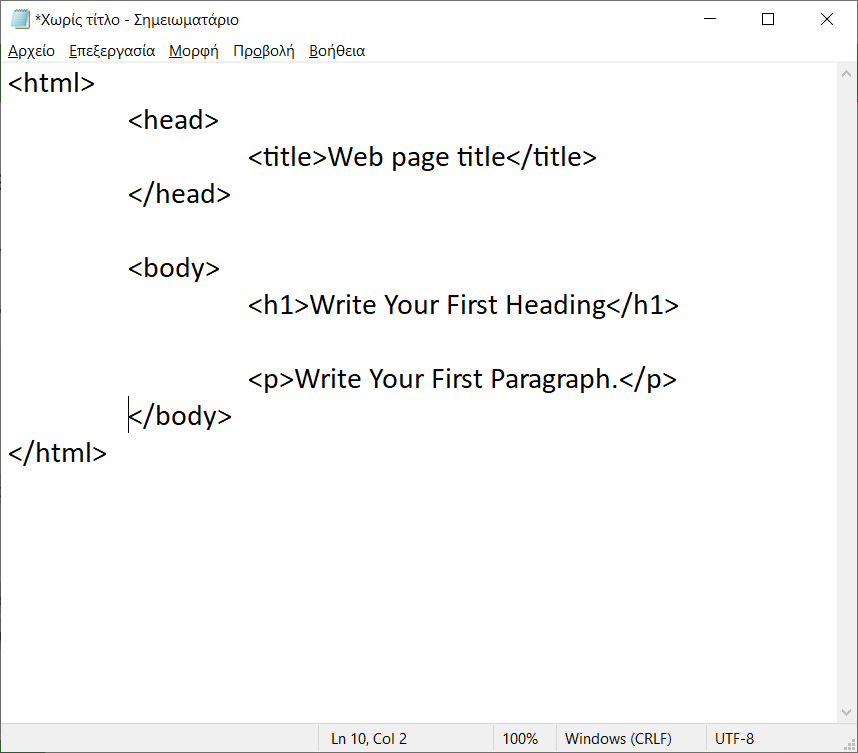 *Χωρίς τίτλο - Σημειωματάριο
Αρχείο Επεξεργασία Μορφή Προβολή Βοήθεια
<html>
<head>
<title>Web page title</title>
</head>
<body>
<h1>Write Your First Heading</h1>
<p>Write Your First Paragraph.</p>
</body>
</html>
Ln 10, Col 2 100% Windows (CRLF) UTF-8